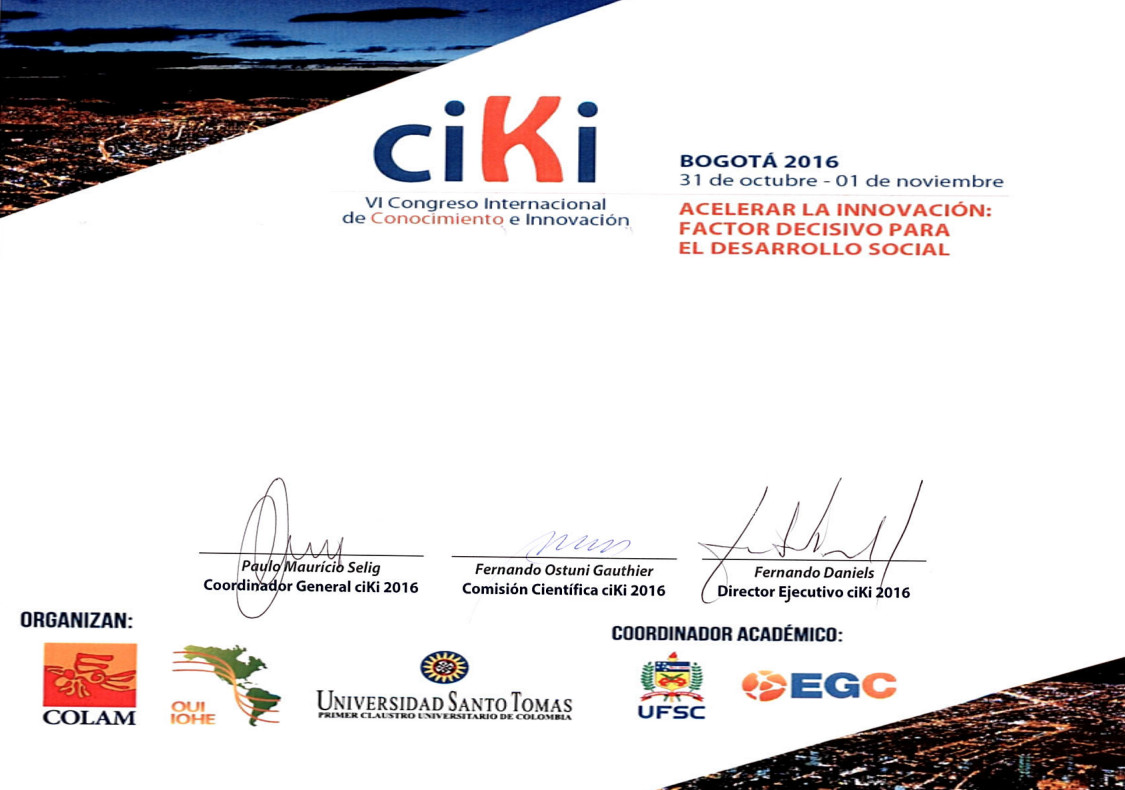 ciKi
VI Congreso Internacional
de Conocimiento e Innovación
BOGOTÁ 2016
31 de octubre - 01 de noviembre
ACELERAR LA INNOVACIÓN:
FACTOR DECISIVO PARA
EL DESARROLLO SOCIAL
Paulo Maurício Selig
Coordinador General ciKi 2016
Fernando Ostuni Gauthier
Comisión Científica ciKi 2016
Fernando Daniels
Director Ejecutivo ciKi 2016
ORGANIZAN:
COLAM
OUI
IOHE
UNIVERSIDAD SANTO TOMAS
PRIMER CLAUSTRO UNIVERSITARIO DE COLOMBIA
COORDINADOR ACADÉMICO:
UFSC
EGC